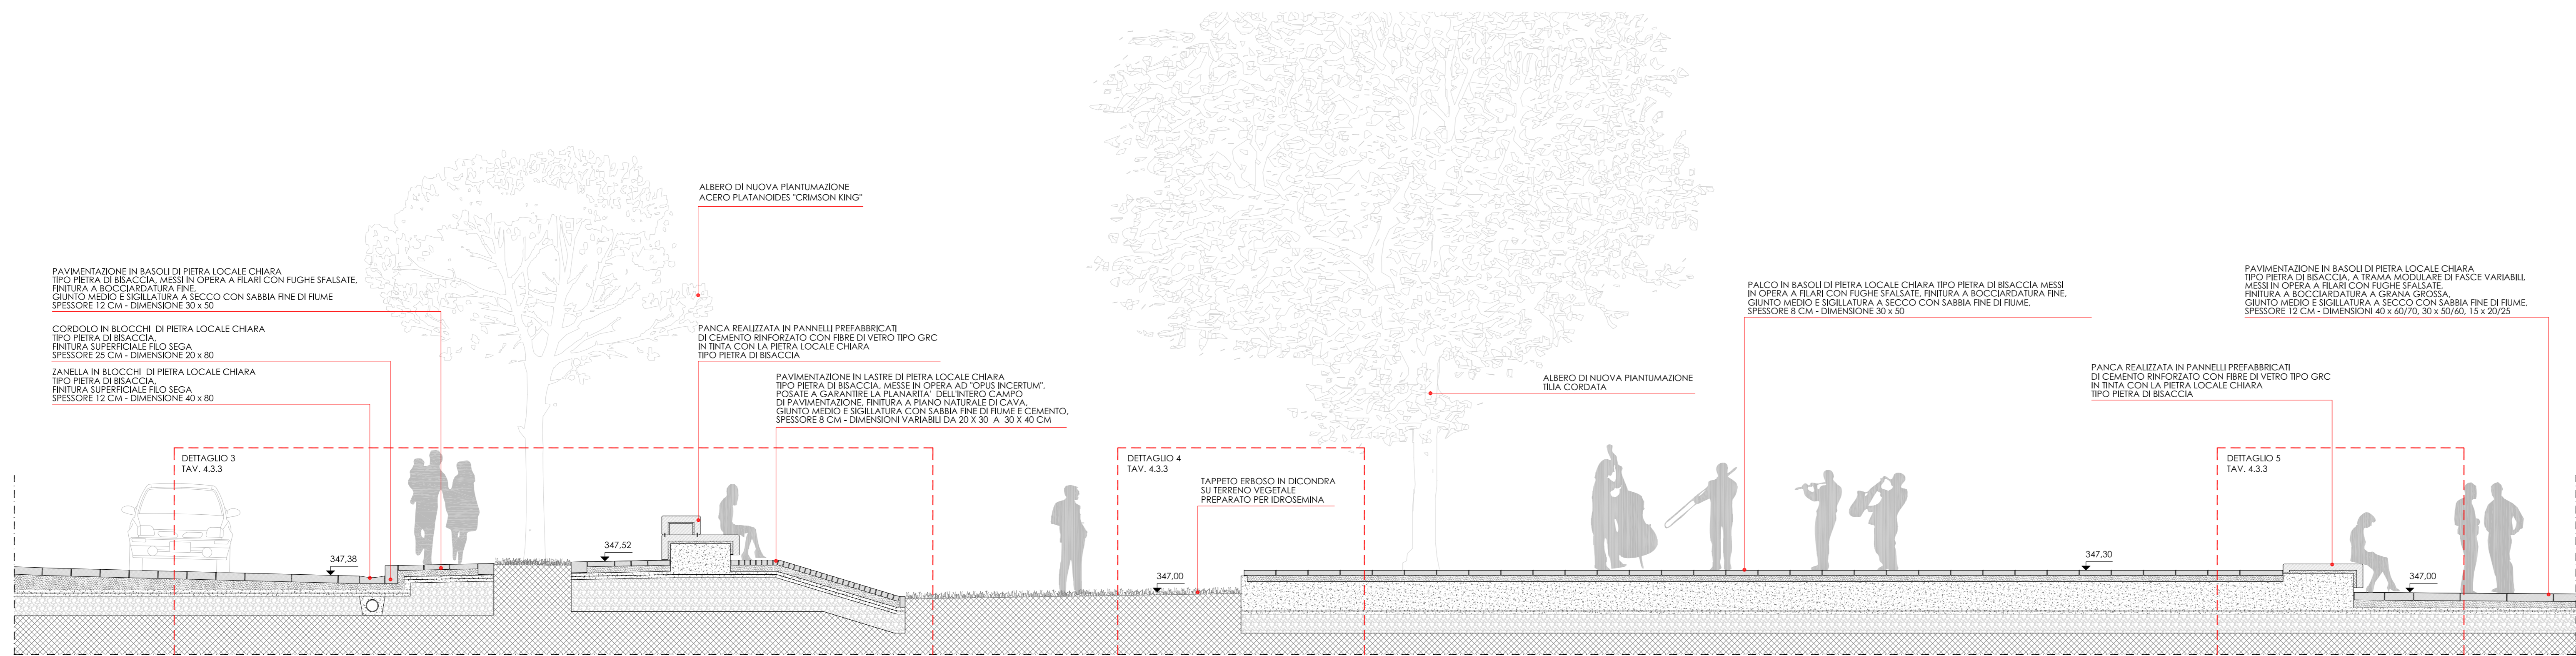 ALBERO DI NUOVA PIANTUMAZIONE
ACERO PLATANOIDES "CRIMSON KING"
PAVIMENTAZIONE IN BASOLI DI PIETRA LOCALE CHIARA
TIPO PIETRA DI BISACCIA, MESSI IN OPERA A FILARI CON FUGHE SFALSATE,
FINITURA A BOCCIARDATURA FINE,
GIUNTO MEDIO E SIGILLATURA A SECCO CON SABBIA FINE DI FIUME
SPESSORE 12 CM - DIMENSIONE 30 x 50
CORDOLO IN BLOCCHI DI PIETRA LOCALE CHIARA
TIPO PIETRA DI BISACCIA,
FINITURA SUPERFICIALE FILO SEGA
SPESSORE 25 CM - DIMENSIONE 20 x 80
ZANELLA IN BLOCCHI DI PIETRA LOCALE CHIARA
TIPO PIETRA DI BISACCIA,
FINITURA SUPERFICIALE FILO SEGA
SPESSORE 12 CM - DIMENSIONE 40 x 80
PANCA REALIZZATA IN PANNELLI PREFABBRICATI
DI CEMENTO RINFORZATO CON FIBRE DI VETRO TIPO GRC
IN TINTA CON LA PIETRA LOCALE CHIARA
TIPO PIETRA DI BISACCIA
PAVIMENTAZIONE IN LASTRE DI PIETRA LOCALE CHIARA
TIPO PIETRA DI BISACCIA, MESSE IN OPERA AD "OPUS INCERTUM",
POSATE A GARANTIRE LA PLANARITA' DELL'INTERO CAMPO
DI PAVIMENTAZIONE, FINITURA A PIANO NATURALE DI CAVA,
GIUNTO MEDIO E SIGILLATURA CON SABBIA FINE DI FIUME E CEMENTO,
SPESSORE 8 CM - DIMENSIONI VARIABILI DA 20 X 30 A 30 X 40 CM
ALBERO DI NUOVA PIANTUMAZIONE
TILIA CORDATA
PALCO IN BASOLI DI PIETRA LOCALE CHIARA TIPO PIETRA DI BISACCIA MESSI
IN OPERA A FILARI CON FUGHE SFALSATE, FINITURA A BOCCIARDATURA FINE,
GIUNTO MEDIO E SIGILLATURA A SECCO CON SABBIA FINE DI FIUME,
SPESSORE 8 CM - DIMENSIONE 30 x 50
PAVIMENTAZIONE IN BASOLI DI PIETRA LOCALE CHIARA
TIPO PIETRA DI BISACCIA, A TRAMA MODULARE DI FASCE VARIABILI,
MESSI IN OPERA A FILARI CON FUGHE SFALSATE,
FINITURA A BOCCIARDATURA A GRANA GROSSA,
GIUNTO MEDIO E SIGILLATURA A SECCO CON SABBIA FINE DI FIUME,
SPESSORE 12 CM - DIMENSIONI 40 x 60/70, 30 x 50/60, 15 x 20/25
PANCA REALIZZATA IN PANNELLI PREFABBRICATI
DI CEMENTO RINFORZATO CON FIBRE DI VETRO TIPO GRC
IN TINTA CON LA PIETRA LOCALE CHIARA
TIPO PIETRA DI BISACCIA
DETTAGLIO 3
TAV. 4.3.3
DETTAGLIO 4
TAV. 4.3.3
TAPPETO ERBOSO IN DICONDRA
SU TERRENO VEGETALE
PREPARATO PER IDROSEMINA
DETTAGLIO 5
TAV. 4.3.3
347,38
347,52
347,00
347,30
347,00